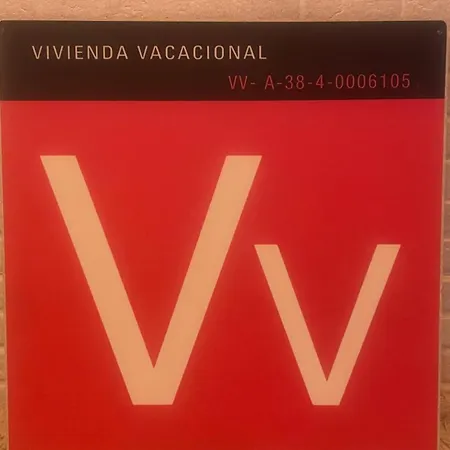 VIVIENDA VACACIONAL
VV- A-38-4-0006105
Vv